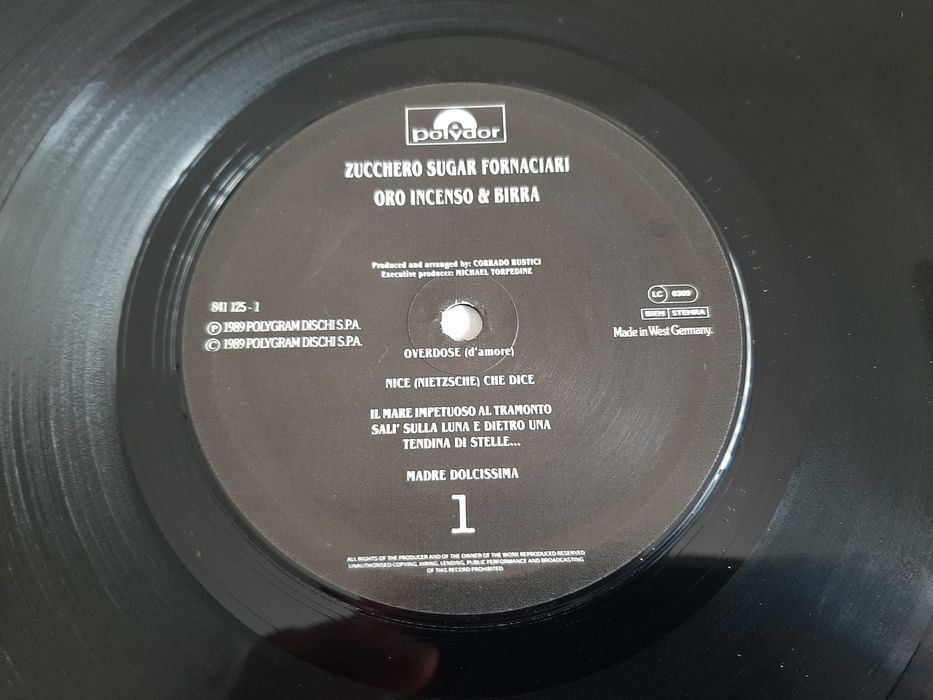 polydor
ZUCCHERO SUGAR FORNACIARI
ORO INCENSO & BIRRA
Produced and arranged by: CORRADO RUSTICI
Executive producer: MICHAEL TORPEDINE
841 125 - 1
Ⓟ 1989 POLYGRAM DISCHI S.P.A.
© 1989 POLYGRAM DISCHI S.P.A.
LC 0309
BIEM STEMRA
Made in West Germany.
OVERDOSE (d'amore)
NICE (NIETZSCHE) CHE DICE
IL MARE IMPETUOSO AL TRAMONTO
SALI' SULLA LUNA E DIETRO UNA
TENDINA DI STELLE...
MADRE DOLCISSIMA
1
ALL RIGHTS OF THE PRODUCER AND OF THE OWNER OF THE WORK REPRODUCED RESERVED
UNAUTHORISED COPYING, HIRING, LENDING, PUBLIC PERFORMANCE AND BROADCASTING
OF THIS RECORD PROHIBITED